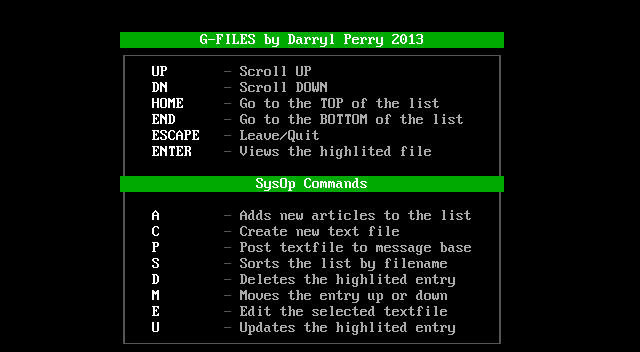 G-FILES by Darryl Perry 2013
UP - Scroll UP
DN - Scroll DOWN
HOME - Go to the TOP of the list
END - Go to the BOTTOM of the list
ESCAPE - Leave/Quit
ENTER - Views the highlited file
SysOp Commands
A - Adds new articles to the list
C - Create new text file
P - Post textfile to message base
S - Sorts the list by filename
D - Deletes the highlited entry
M - Moves the entry up or down
E - Edit the selected textfile
U - Updates the highlited entry